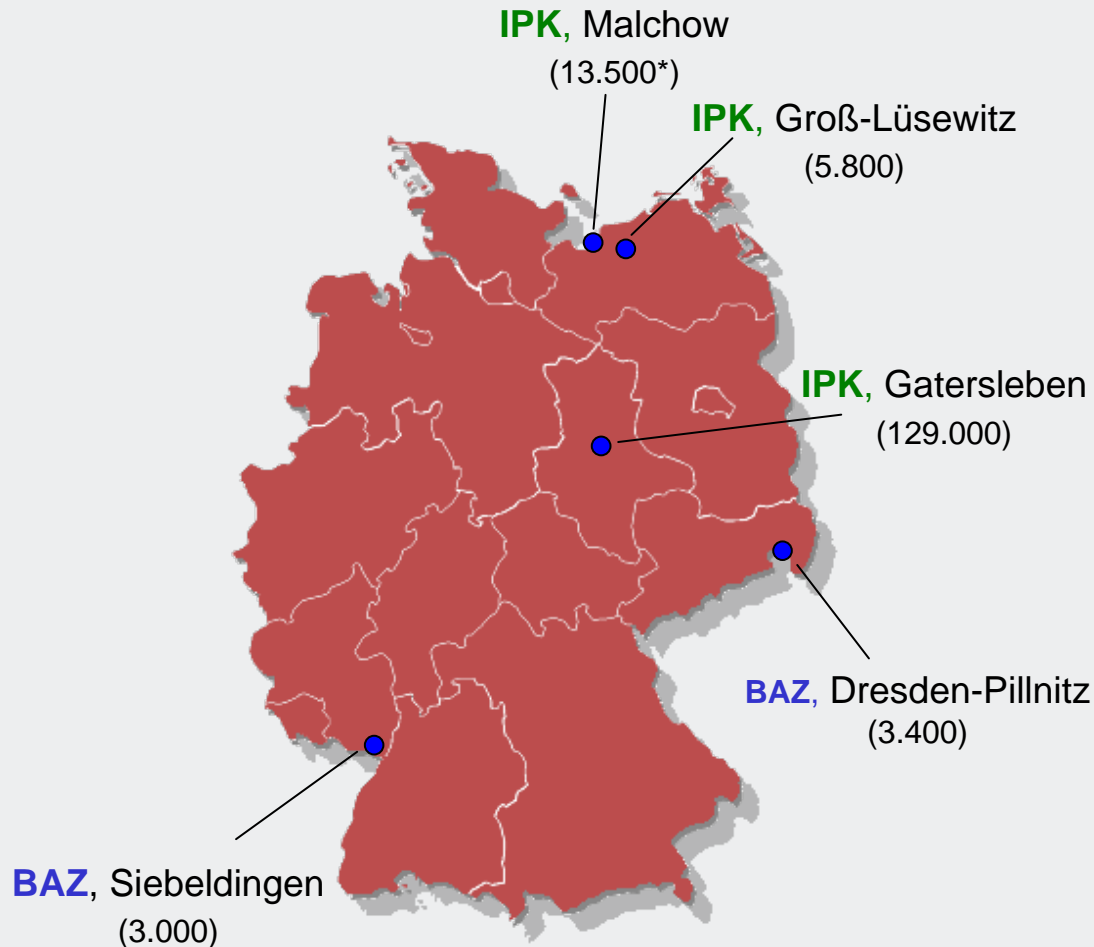 IPK, Malchow
(13.500*)
IPK, Groß-Lüsewitz
(5.800)
IPK, Gatersleben
(129.000)
BAZ, Dresden-Pillnitz
(3.400)
BAZ, Siebeldingen
(3.000)